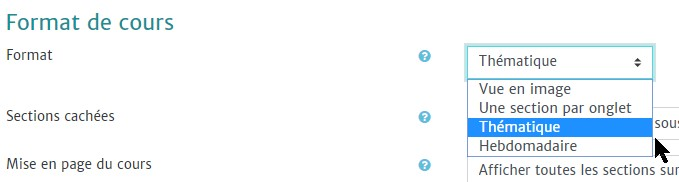 Format de cours
Format
Thématique
Vue en image
Une section par onglet
Sections cachées
sous
Thématique
Hebdomadaire
Mise en page du cours
Afficher toutes les sections sur